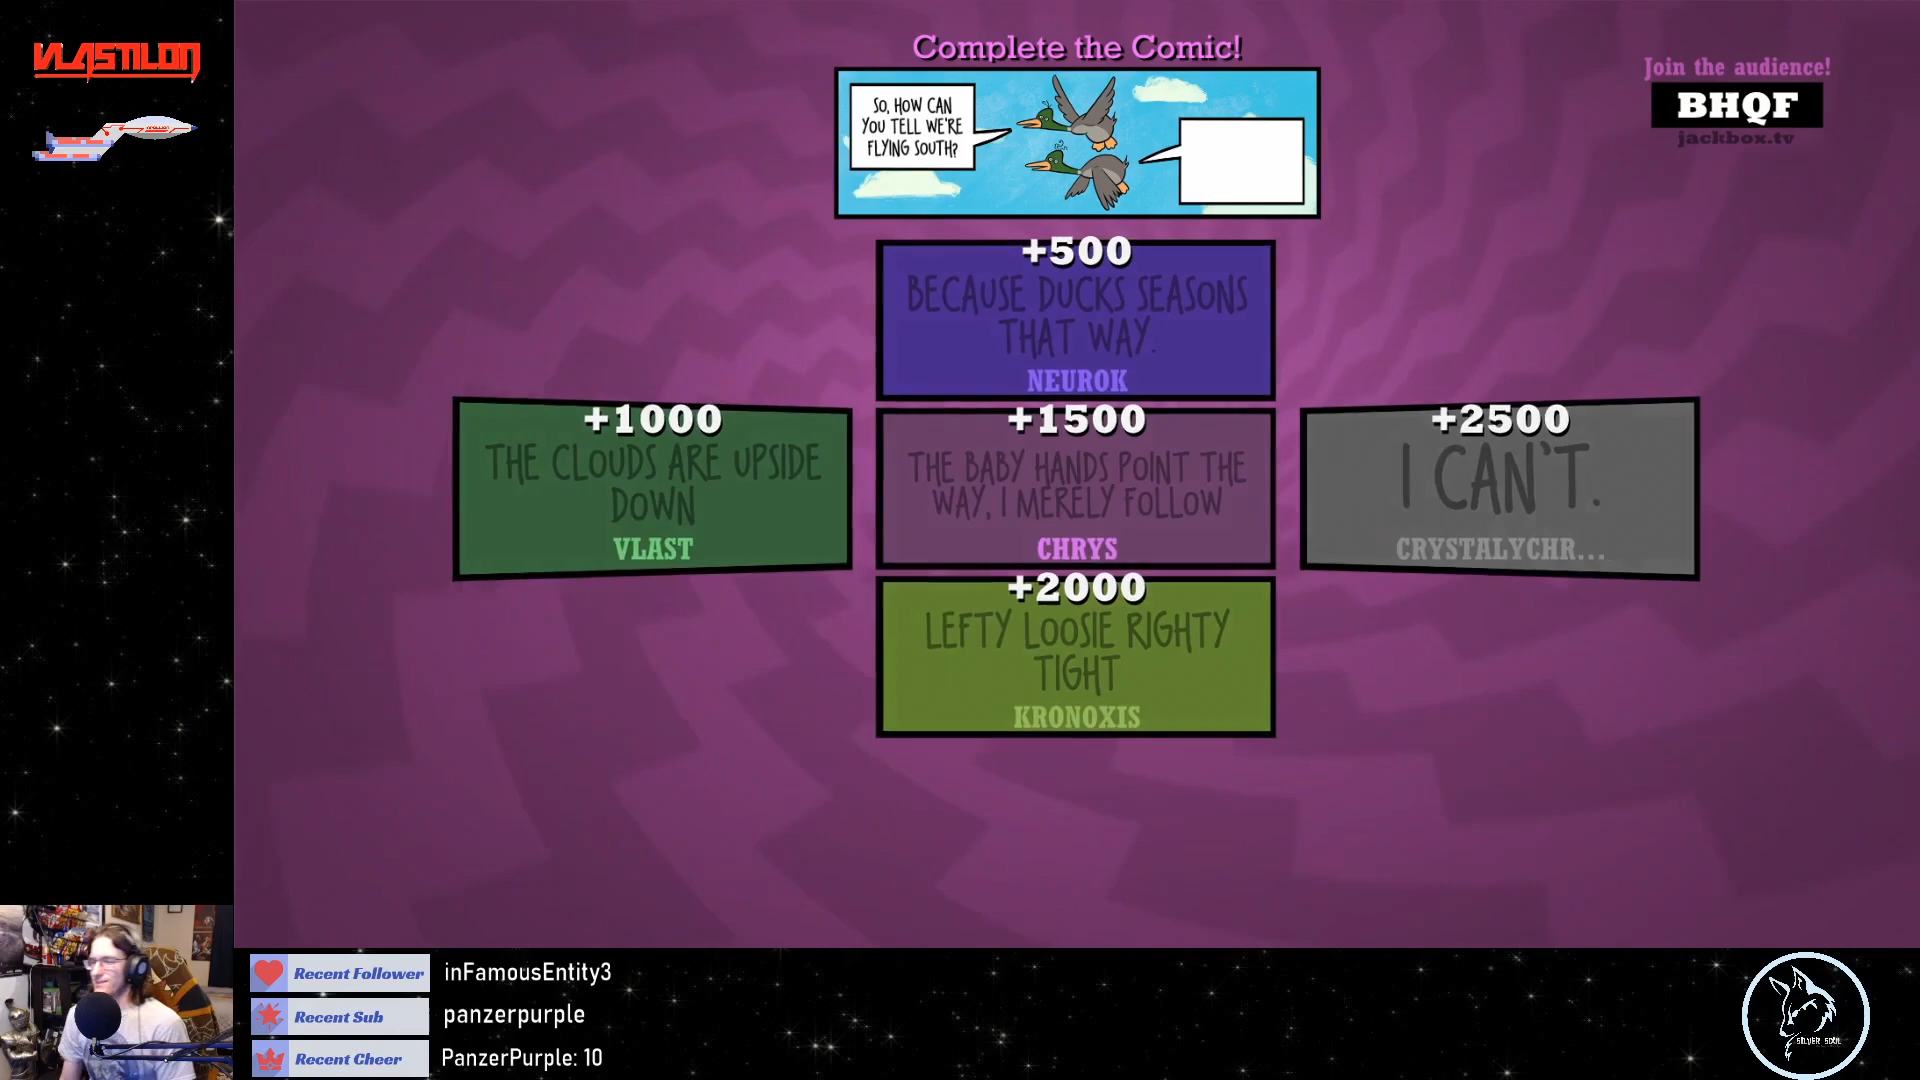 VLASTILON
Complete the Comic!
SO, HOW CAN
YOU TELL WE'RE
FLYING SOUTH?
Join the audience!
BHQF
jackbox.tv
+500
BECAUSE DUCKS SEASONS
THAT WAY.
NEUROK
+1000
THE CLOUDS ARE UPSIDE
DOWN
VLAST
+1500
THE BABY HANDS POINT THE
WAY, I MERELY FOLLOW
CHRYS
+2500
I CAN'T.
CRYSTALYCHR...
+2000
LEFTY LOOSIE RIGHTY
TIGHT
KRONOXIS
Recent Follower inFamousEntity3
Recent Sub panzerpurple
Recent Cheer PanzerPurple: 10
SILVER SOUL